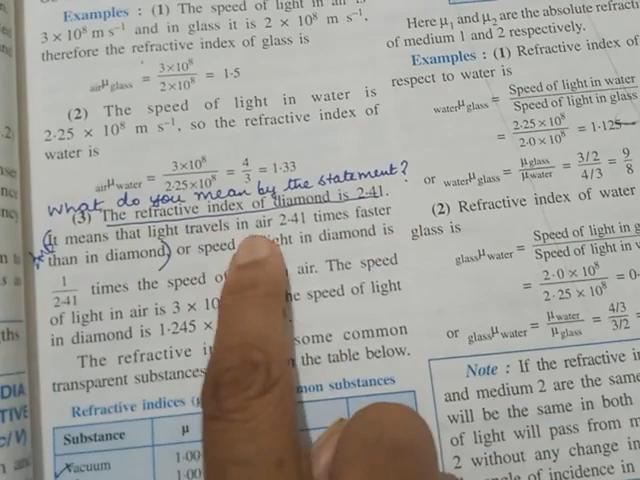 Examples : (1) The speed of light in air is
3 × 10⁸ m s⁻¹ and in glass it is 2 × 10⁸ m s⁻¹,
therefore the refractive index of glass is
airμglass = 3×10⁸ / 2×10⁸ = 1·5
(2) The speed of light in water is
2·25 × 10⁸ m s⁻¹, so the refractive index of
water is
airμwater = 3×10⁸ / 2·25×10⁸ = 4/3 = 1·33
What do you mean by the statement?
(3) The refractive index of diamond is 2·41.
(It means that light travels in air 2·41 times faster
than in diamond) or speed light in diamond is
1/2·41 times the speed of air. The speed
of light in air is 3 × 10 the speed of light
in diamond is 1·245 ×
The refractive some common
transparent substances the table below.
Refractive indices common substances
Substance μ
Vacuum 1·00
1·00
Here μ₁ and μ₂ are the absolute
of medium 1 and 2 respectively.
Examples : (1) Refractive index of
respect to water is
waterμglass = Speed of light in water / Speed of light in glass
= 2·25 × 10⁸ / 2·0 × 10⁸ = 1·125
or waterμglass = μglass / μwater = 3/2 / 4/3 = 9/8
(2) Refractive index of water
glass is
glassμwater = Speed of light in / Speed of light in
= 2·0 × 10⁸ / 2·25 × 10⁸ =
or glassμwater = μwater / μglass = 4/3 / 3/2 =
Note : If the refractive
and medium 2 are the same
will be the same in both
of light will pass from
2 without any change in
of incidence in